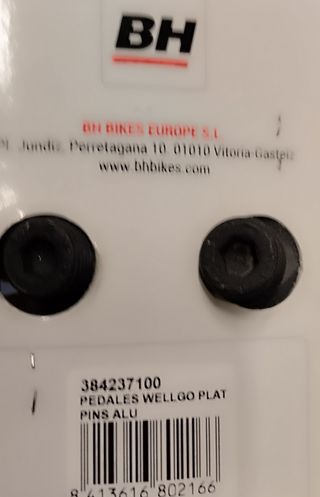 BH
BH BIKES EUROPE S.L.
Jundiz, Perretagana 10, 01010 Vitoria-Gasteiz
www.bhbikes.com
384237100
PEDALES WELLGO PLAT
PINS ALU
8 413616 802166